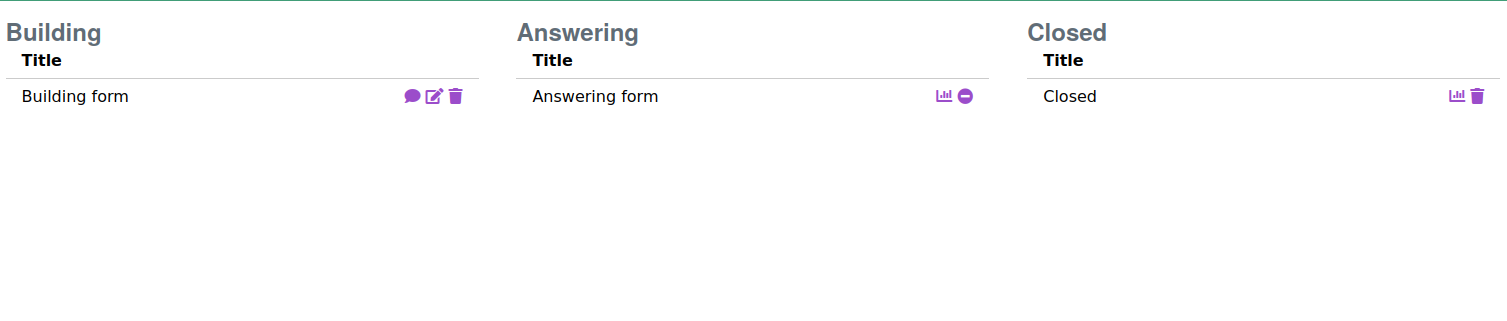 Building
Title
Building form
Answering
Title
Answering form
Closed
Title
Closed